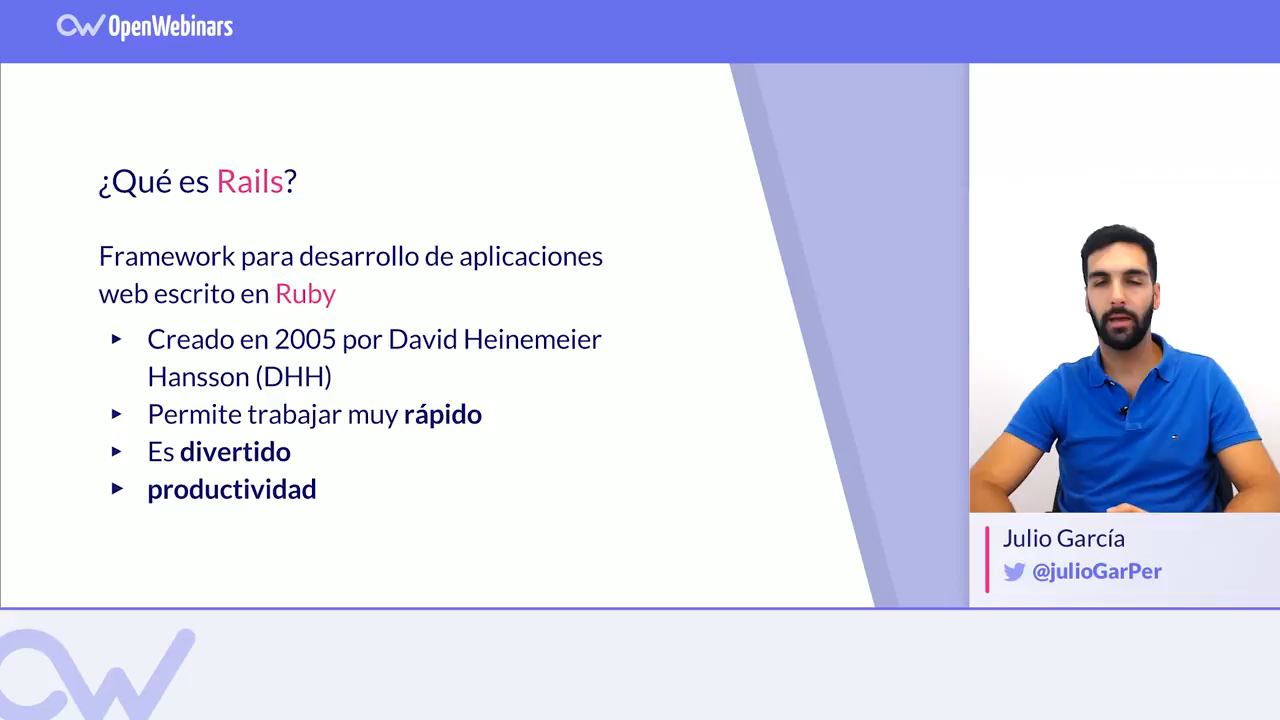 OpenWebinars
¿Qué es Rails?
Framework para desarrollo de aplicaciones
web escrito en Ruby
‣ Creado en 2005 por David Heinemeier
Hansson (DHH)
‣ Permite trabajar muy rápido
‣ Es divertido
‣ productividad
Julio García
@julioGarPer